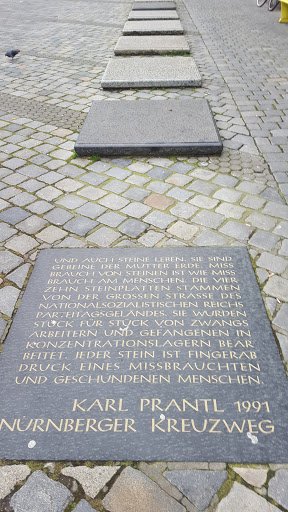 UND AUCH STEINE LEBEN. SIE SIND
GEBEINE DER MUTTER ERDE. MISS
BRAUCH VON STEINEN IST WIE MISS
BRAUCH AM MENSCHEN. DIE VIER
ZEHN STEINPLATTEN STAMMEN
VON DER GROSSEN STRASSE DES
NATIONALSOZIALISTISCHEN REICHS
PARTEITAGSGELÄNDES. SIE WURDEN
STÜCK FÜR STÜCK VON ZWANGS
ARBEITERN UND GEFANGENEN IN
KONZENTRATIONSLAGERN BEAR
BEITET. JEDER STEIN IST FINGERAB
DRUCK EINES MISSBRAUCHTEN
UND GESCHUNDENEN MENSCHEN.
KARL PRANTL 1991
NÜRNBERGER KREUZWEG